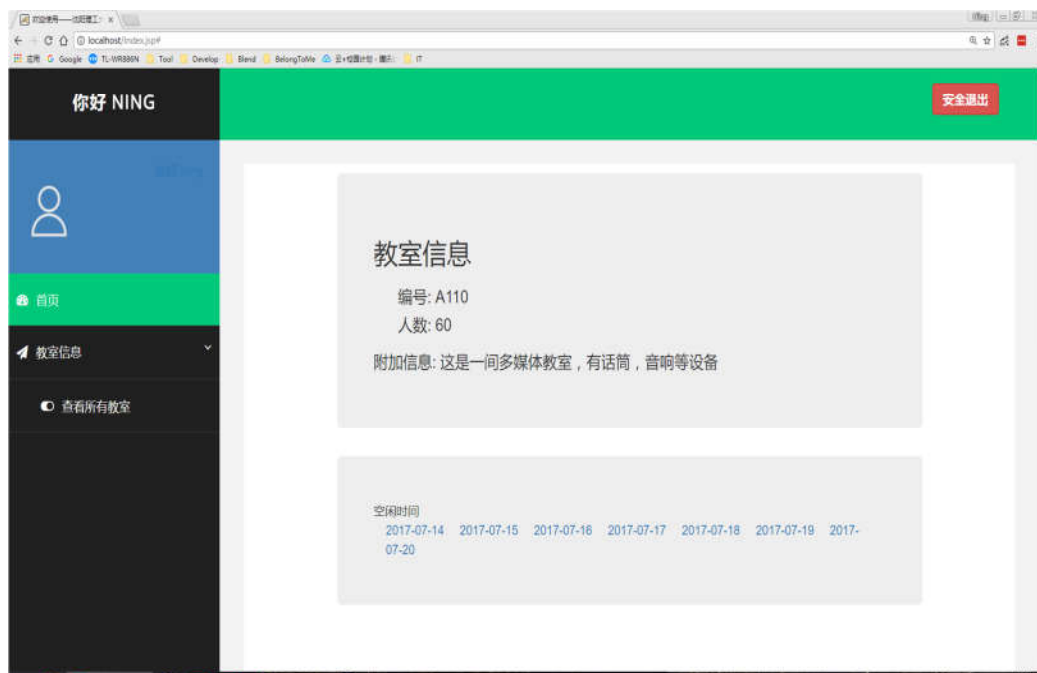 localhost/index.jsp#
应用 Google TL-WR886N Tool Develop Blend BelongToMe IT
你好 NING
安全退出
首页
教室信息
查看所有教室
教室信息
编号: A110
人数: 60
附加信息: 这是一间多媒体教室，有话筒，音响等设备
空闲时间
2017-07-14 2017-07-15 2017-07-16 2017-07-17 2017-07-18 2017-07-19 2017-
07-20